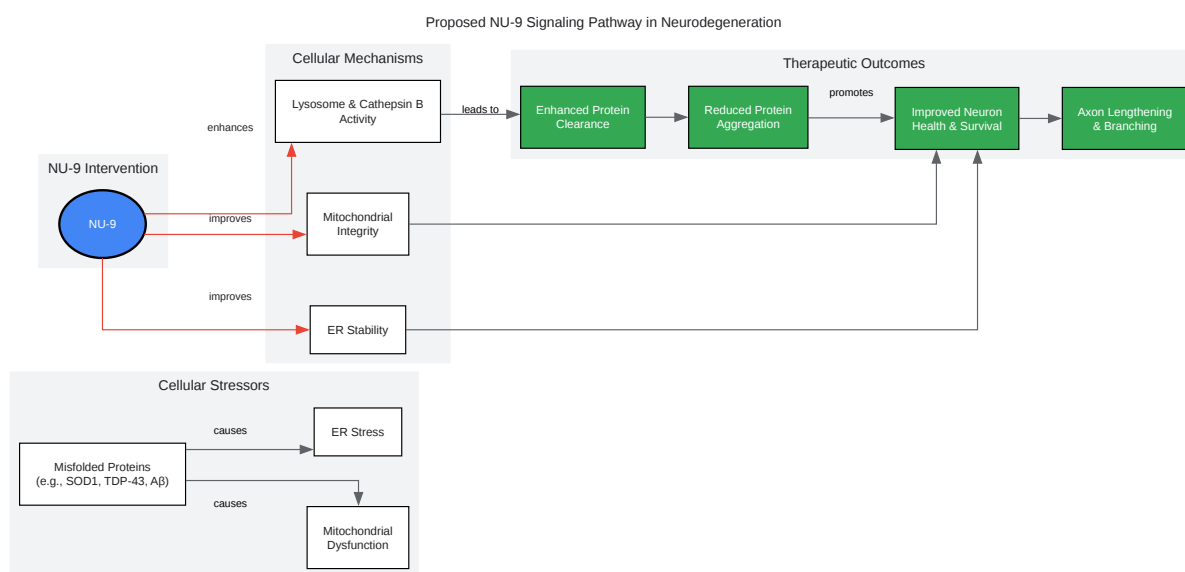 Proposed NU-9 Signaling Pathway in Neurodegeneration
Cellular Mechanisms
Therapeutic Outcomes
Lysosome & Cathepsin B
Activity
leads to
Enhanced Protein
Clearance
Reduced Protein
Aggregation
promotes
Improved Neuron
Health & Survival
Axon Lengthening
& Branching
enhances
NU-9 Intervention
NU-9
improves
Mitochondrial
Integrity
improves
ER Stability
Cellular Stressors
causes
ER Stress
Misfolded Proteins
(e.g., SOD1, TDP-43, Aβ)
causes
Mitochondrial
Dysfunction